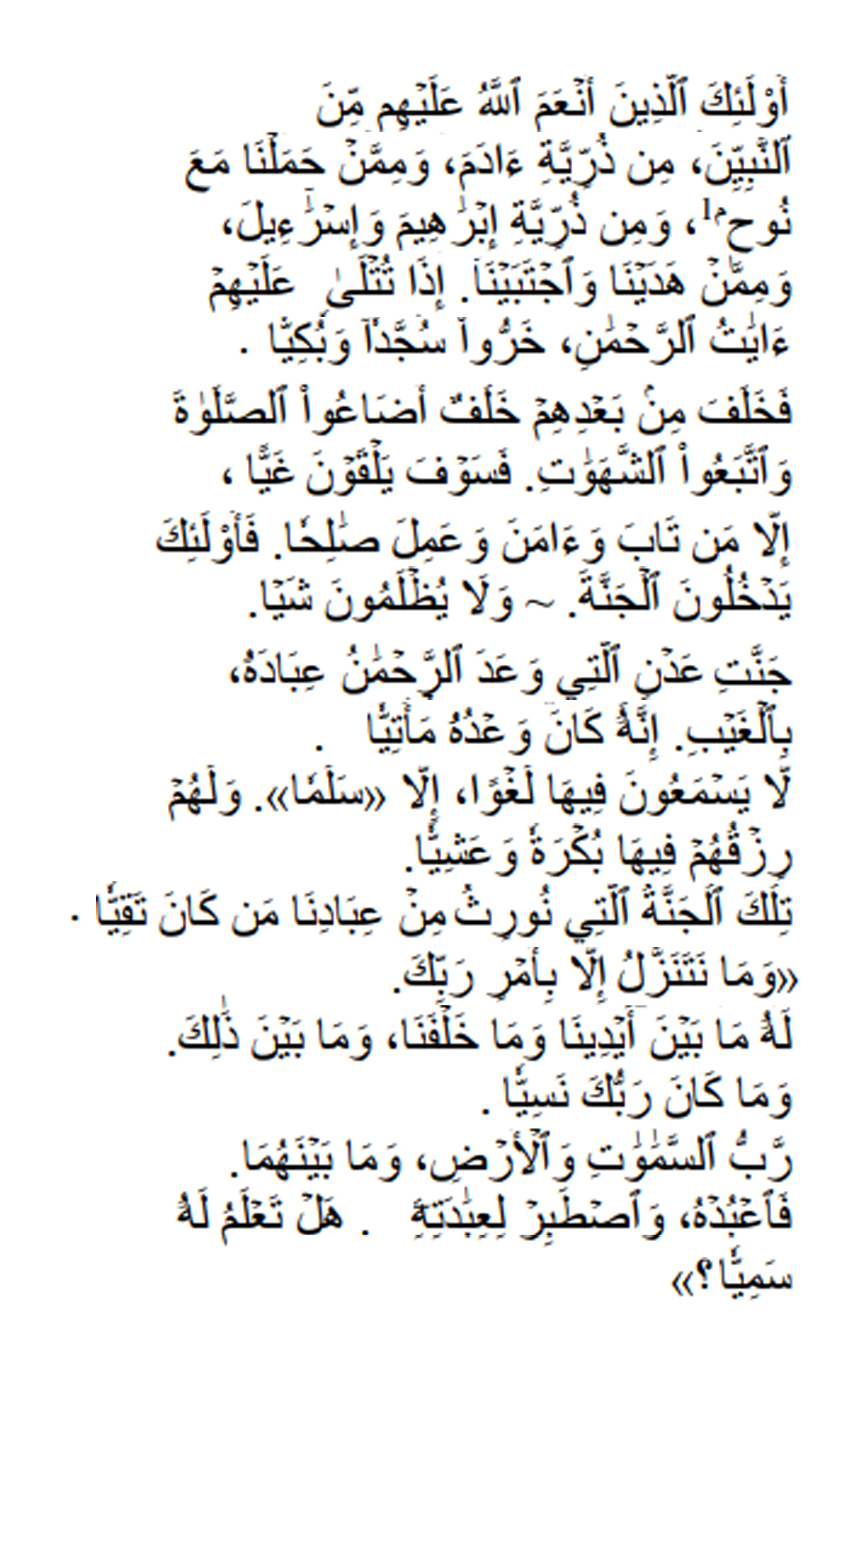 أُوْلَٰٓئِكَ ٱلَّذِينَ أَنۡعَمَ ٱللَّهُ عَلَيۡهِم مِّنَ
ٱلنَّبِيِّنَ، مِن ذُرِّيَّةِ ءَادَمَ، وَمِمَّنۡ حَمَلۡنَا مَعَ
نُوحٖم1، وَمِن ذُرِّيَّةِ إِبۡرَٰهِيمَ وَإِسۡرَٰٓءِيلَ،
وَمِمَّنۡ هَدَيۡنَا وَٱجۡتَبَيۡنَآ. إِذَا تُتۡلَىٰ عَلَيۡهِمۡ
ءَايَٰتُ ٱلرَّحۡمَٰنِ، خَرُّواْۤ سُجَّدٗاۤ وَبُكِيّٗا .
فَخَلَفَ مِنۢ بَعۡدِهِمۡ خَلۡفٌ أَضَاعُواْ ٱلصَّلَوٰةَ
وَٱتَّبَعُواْ ٱلشَّهَوَٰتِ. فَسَوۡفَ يَلۡقَوۡنَ غَيًّا ،
إِلَّا مَن تَابَ وَءَامَنَ وَعَمِلَ صَٰلِحٗا. فَأُوْلَٰٓئِكَ
يَدۡخُلُونَ ٱلۡجَنَّةَ. ~ وَلَا يُظۡلَمُونَ شَيۡٔٗا.
جَنَّٰتِ عَدۡنٍ ٱلَّتِي وَعَدَ ٱلرَّحۡمَٰنُ عِبَادَهُۥ،
بِٱلۡغَيۡبِ. إِنَّهُۥ كَانَ وَعۡدُهُۥ مَأۡتِيّٗا .
لَّا يَسۡمَعُونَ فِيهَا لَغۡوًا، إِلَّا «سَلَٰمٗا». وَلَهُمۡ
رِزۡقُهُمۡ فِيهَا بُكۡرَةٗ وَعَشِيّٗا.
تِلۡكَ ٱلۡجَنَّةُ ٱلَّتِي نُورِثُ مِنۡ عِبَادِنَا مَن كَانَ تَقِيّٗا .
«وَمَا نَتَنَزَّلُ إِلَّا بِأَمۡرِ رَبِّكَ.
لَهُۥ مَا بَيۡنَ أَيۡدِينَا وَمَا خَلۡفَنَا، وَمَا بَيۡنَ ذَٰلِكَ.
وَمَا كَانَ رَبُّكَ نَسِيّٗا .
رَّبُّ ٱلسَّمَٰوَٰتِ وَٱلۡأَرۡضِ، وَمَا بَيۡنَهُمَا.
فَٱعۡبُدۡهُ، وَٱصۡطَبِرۡ لِعِبَٰدَتِهِۦ . هَلۡ تَعۡلَمُ لَهُۥ
سَمِيّٗا؟»